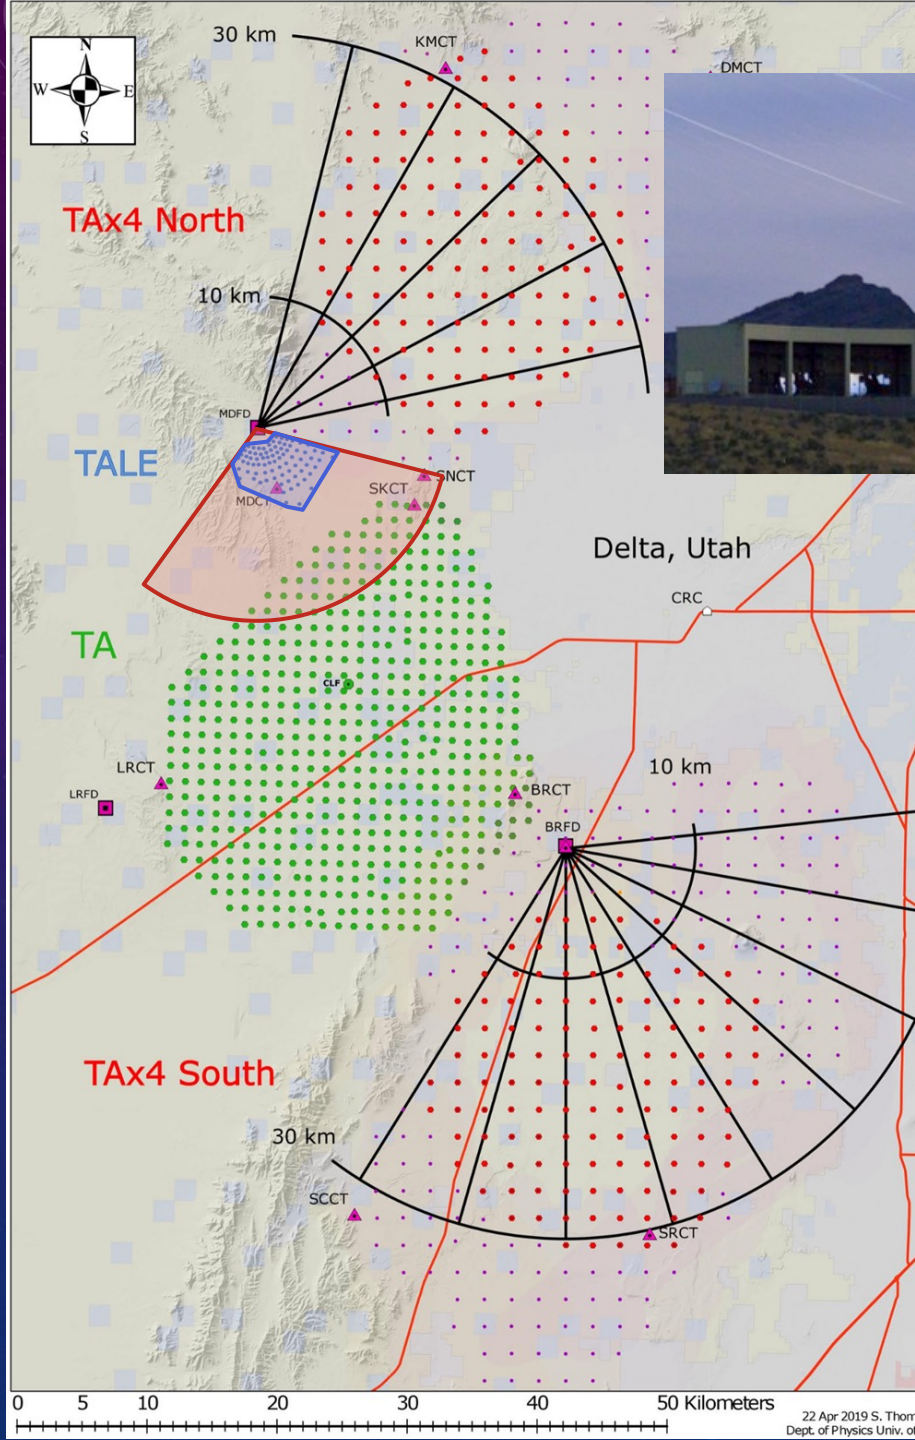 30 km
KMCT
DMCT
N
W E
S
TAx4 North
10 km
MDFD
TALE
SNCT
SKCT
MDCT
Delta, Utah
CRC
TA
CLF
10 km
LRCT
LRFD
BRCT
BRFD
TAx4 South
30 km
SCCT
SRCT
0 5 10 20 30 40 50 Kilometers
22 Apr 2019 S. Thom
Dept. of Physics Univ. of